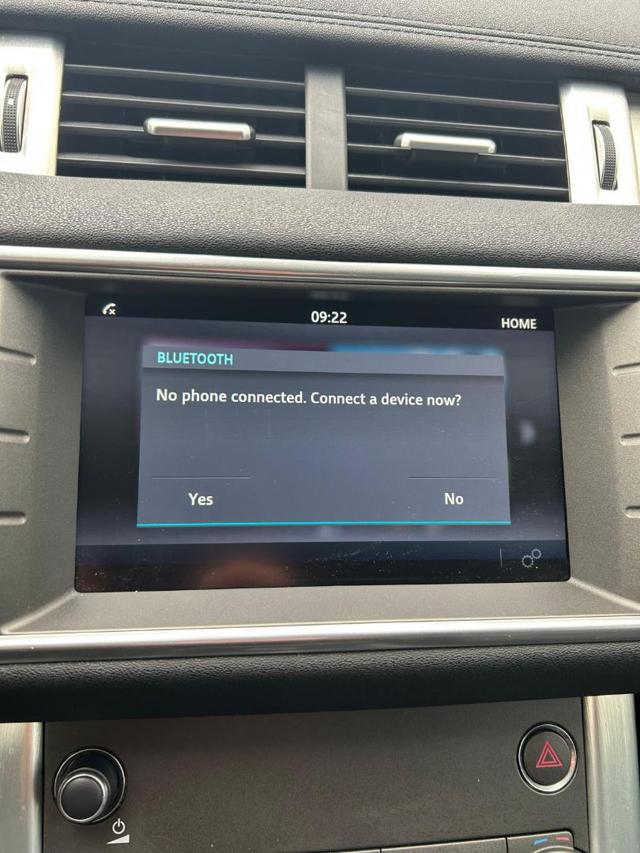 09:22
HOME
BLUETOOTH
No phone connected. Connect a device now?
Yes
No